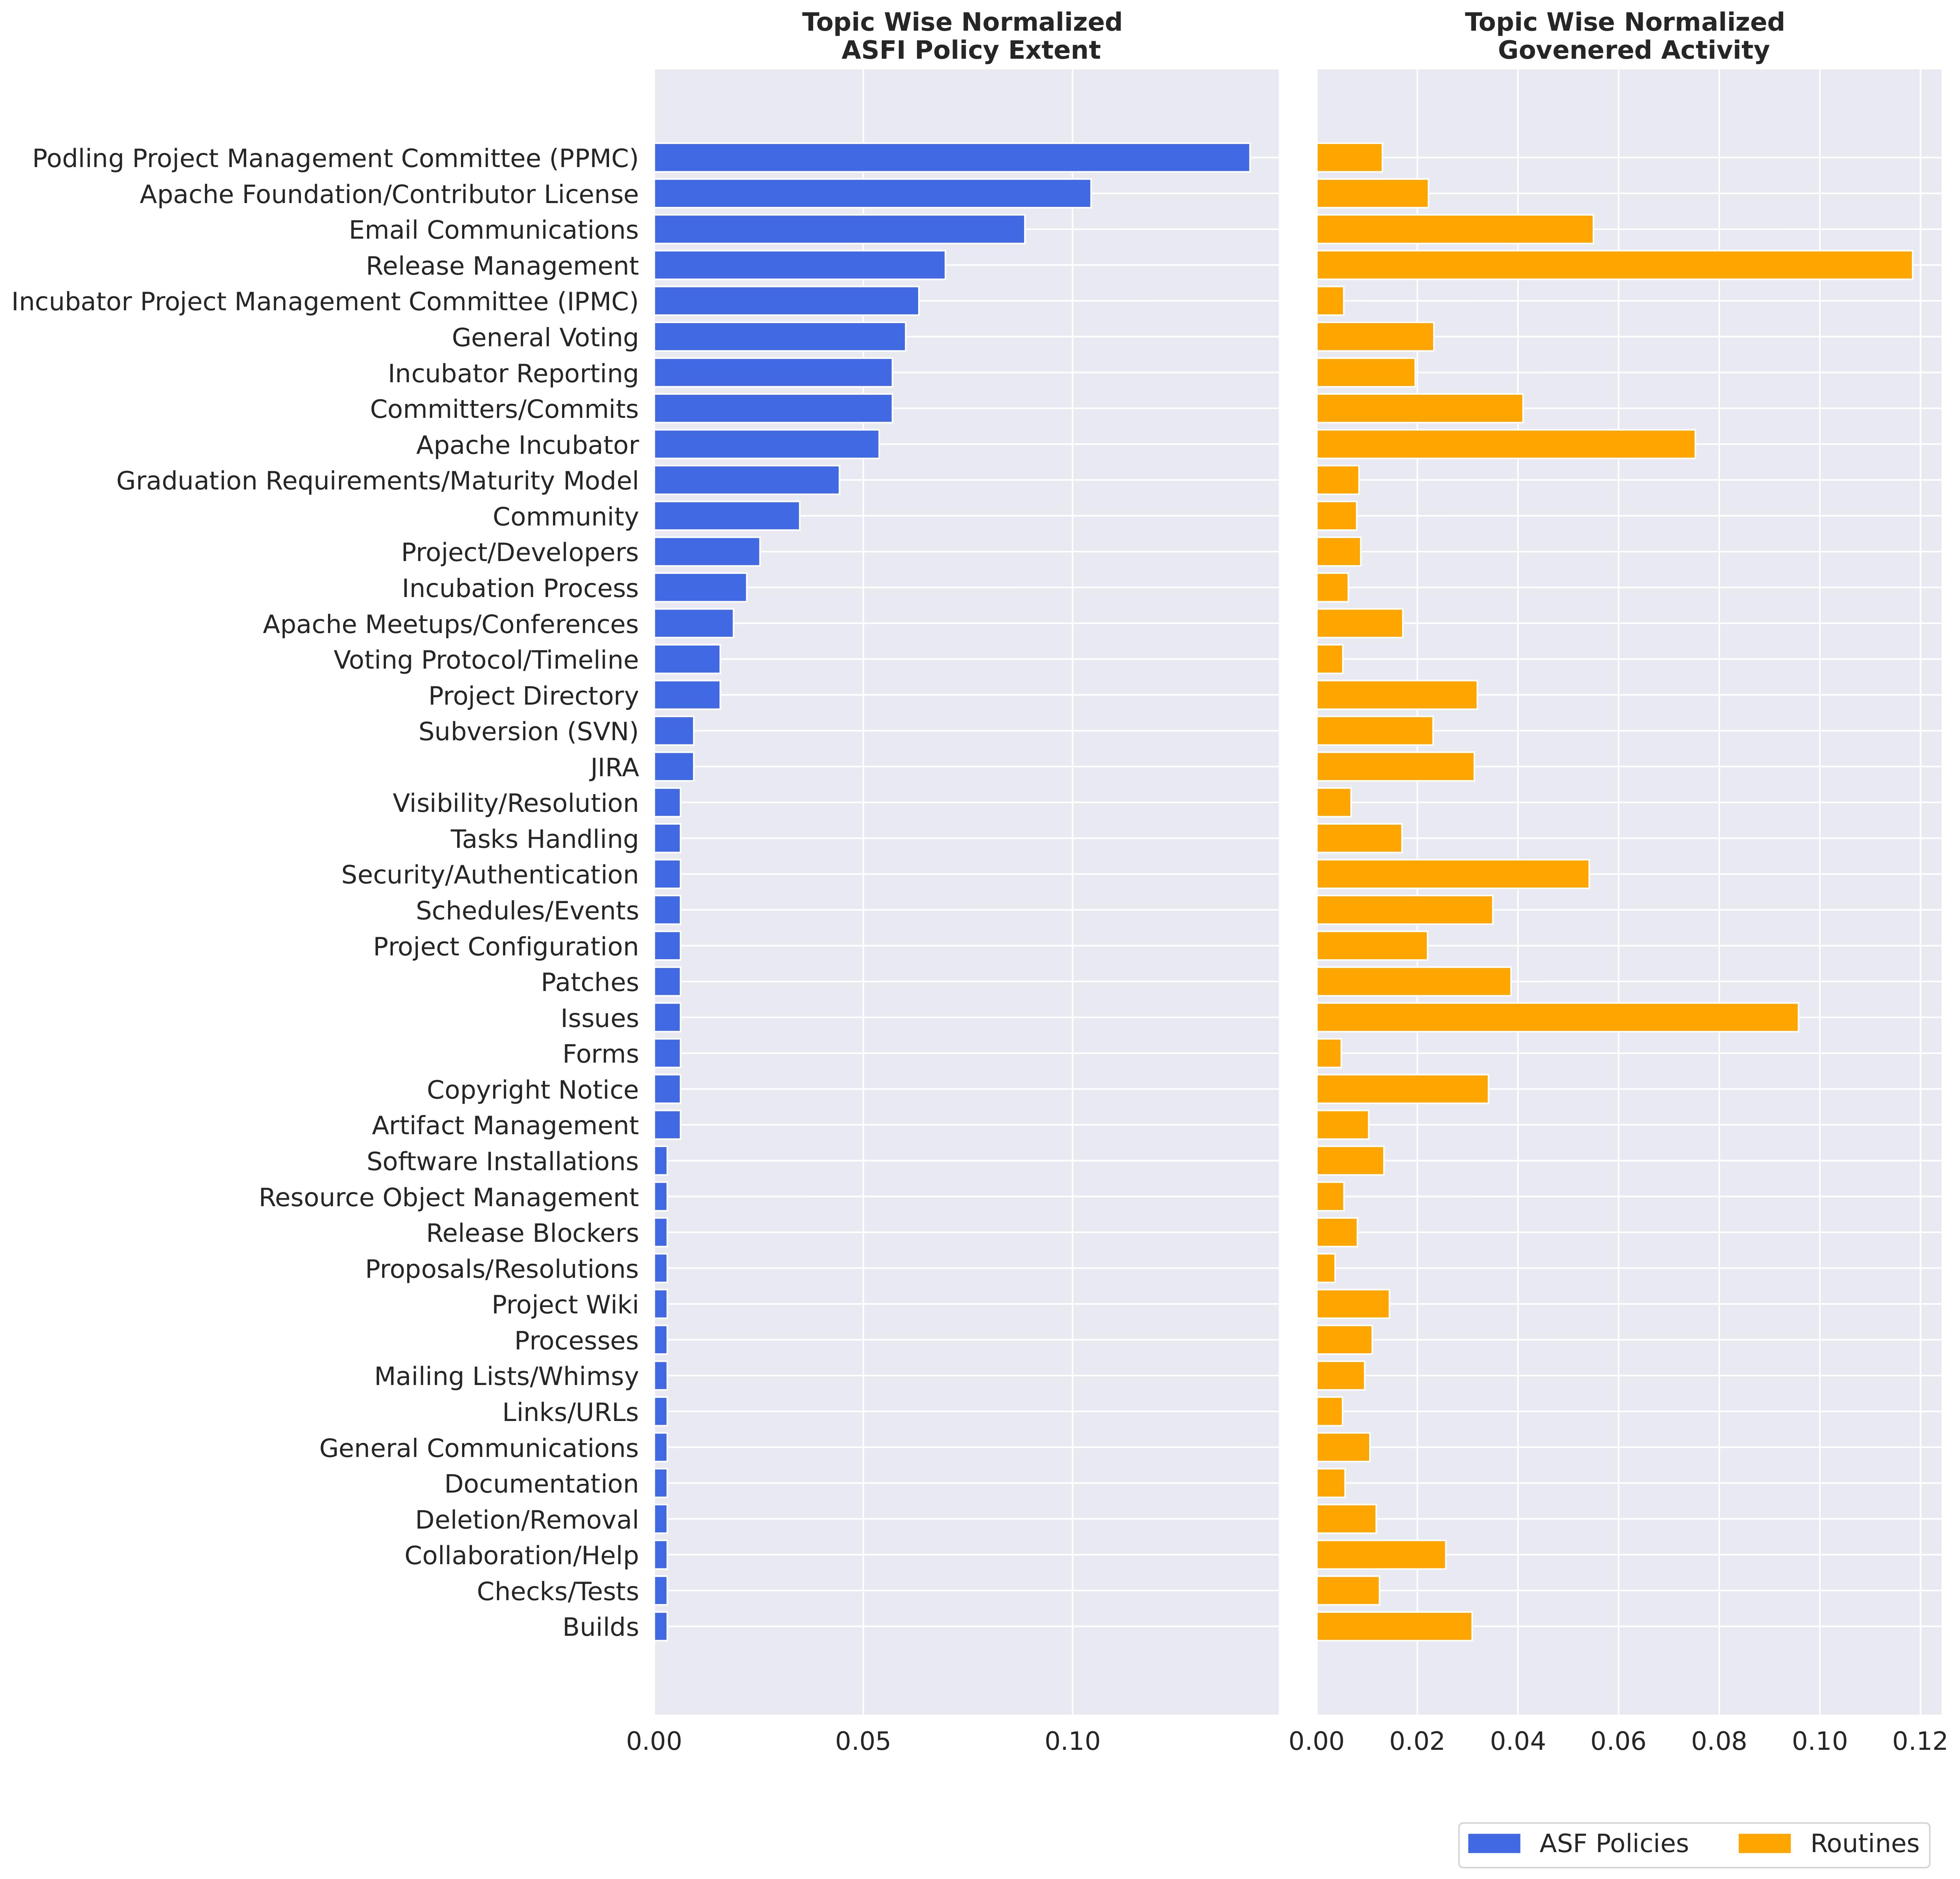 Topic Wise Normalized
ASFI Policy Extent
Topic Wise Normalized
Govenered Activity
Podling Project Management Committee (PPMC)
Apache Foundation/Contributor License
Email Communications
Release Management
Incubator Project Management Committee (IPMC)
General Voting
Incubator Reporting
Committers/Commits
Apache Incubator
Graduation Requirements/Maturity Model
Community
Project/Developers
Incubation Process
Apache Meetups/Conferences
Voting Protocol/Timeline
Project Directory
Subversion (SVN)
JIRA
Visibility/Resolution
Tasks Handling
Security/Authentication
Schedules/Events
Project Configuration
Patches
Issues
Forms
Copyright Notice
Artifact Management
Software Installations
Resource Object Management
Release Blockers
Proposals/Resolutions
Project Wiki
Processes
Mailing Lists/Whimsy
Links/URLs
General Communications
Documentation
Deletion/Removal
Collaboration/Help
Checks/Tests
Builds
0.00 0.05 0.10
0.00 0.02 0.04 0.06 0.08 0.10 0.12
ASF Policies Routines